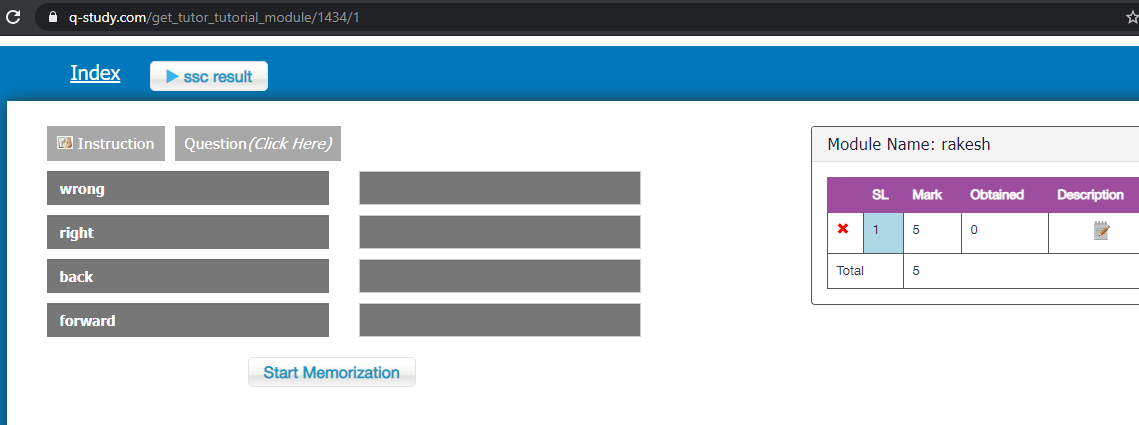 q-study.com/get_tutor_tutorial_module/1434/1
Index
ssc result
Instruction
Question(Click Here)
wrong
right
back
forward
Start Memorization
Module Name: rakesh
SL Mark Obtained Description
1 5 0
Total 5